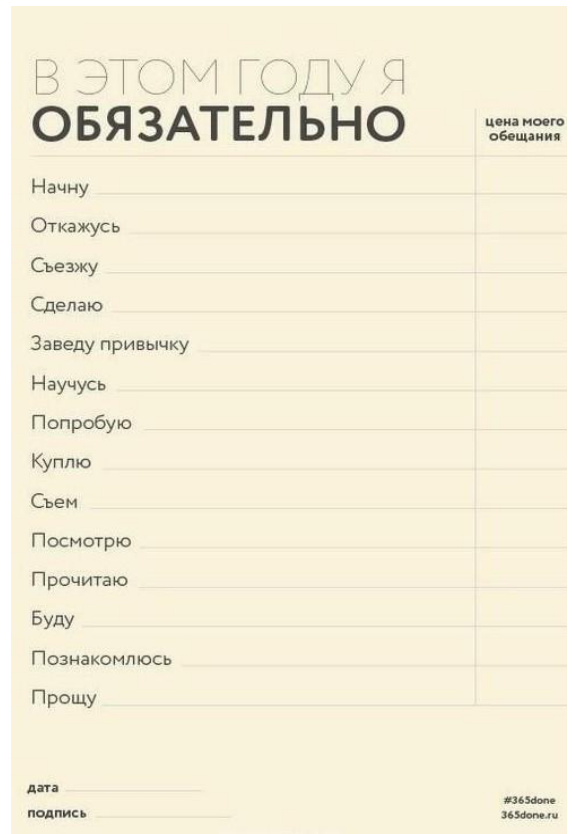 В ЭТОМ ГОДУ Я
ОБЯЗАТЕЛЬНО
цена моего
обещания
Начну
Откажусь
Съезжу
Сделаю
Заведу привычку
Научусь
Попробую
Куплю
Съем
Посмотрю
Прочитаю
Буду
Познакомлюсь
Прощу
дата
подпись
#365done
365done.ru